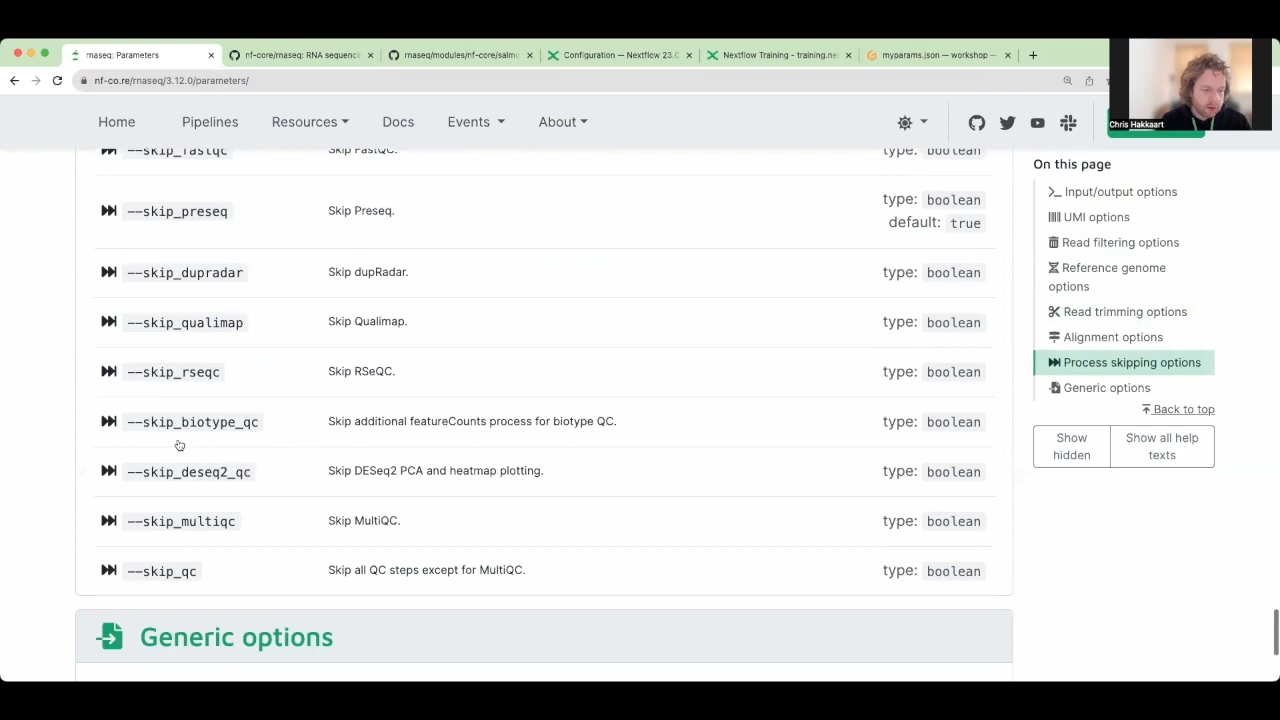 rnaseq: Parameters
nf-core/rnaseq: RNA sequenc
rnaseq/modules/nf-core/salmo
Configuration — Nextflow 23.0
Nextflow Training - training.ne
myparams.json — workshop —
nf-co.re/rnaseq/3.12.0/parameters/
Chris Hakkaart
Home
Pipelines
Resources
Docs
Events
About
On this page
--skip_fastqc
Skip FastQC.
type: boolean
--skip_preseq
Skip Preseq.
type: boolean
default: true
--skip_dupradar
Skip dupRadar.
type: boolean
--skip_qualimap
Skip Qualimap.
type: boolean
--skip_rseqc
Skip RSeQC.
type: boolean
--skip_biotype_qc
Skip additional featureCounts process for biotype QC.
type: boolean
--skip_deseq2_qc
Skip DESeq2 PCA and heatmap plotting.
type: boolean
--skip_multiqc
Skip MultiQC.
type: boolean
--skip_qc
Skip all QC steps except for MultiQC.
type: boolean
Generic options
Input/output options
UMI options
Read filtering options
Reference genome
options
Read trimming options
Alignment options
Process skipping options
Generic options
Back to top
Show
hidden
Show all help
texts